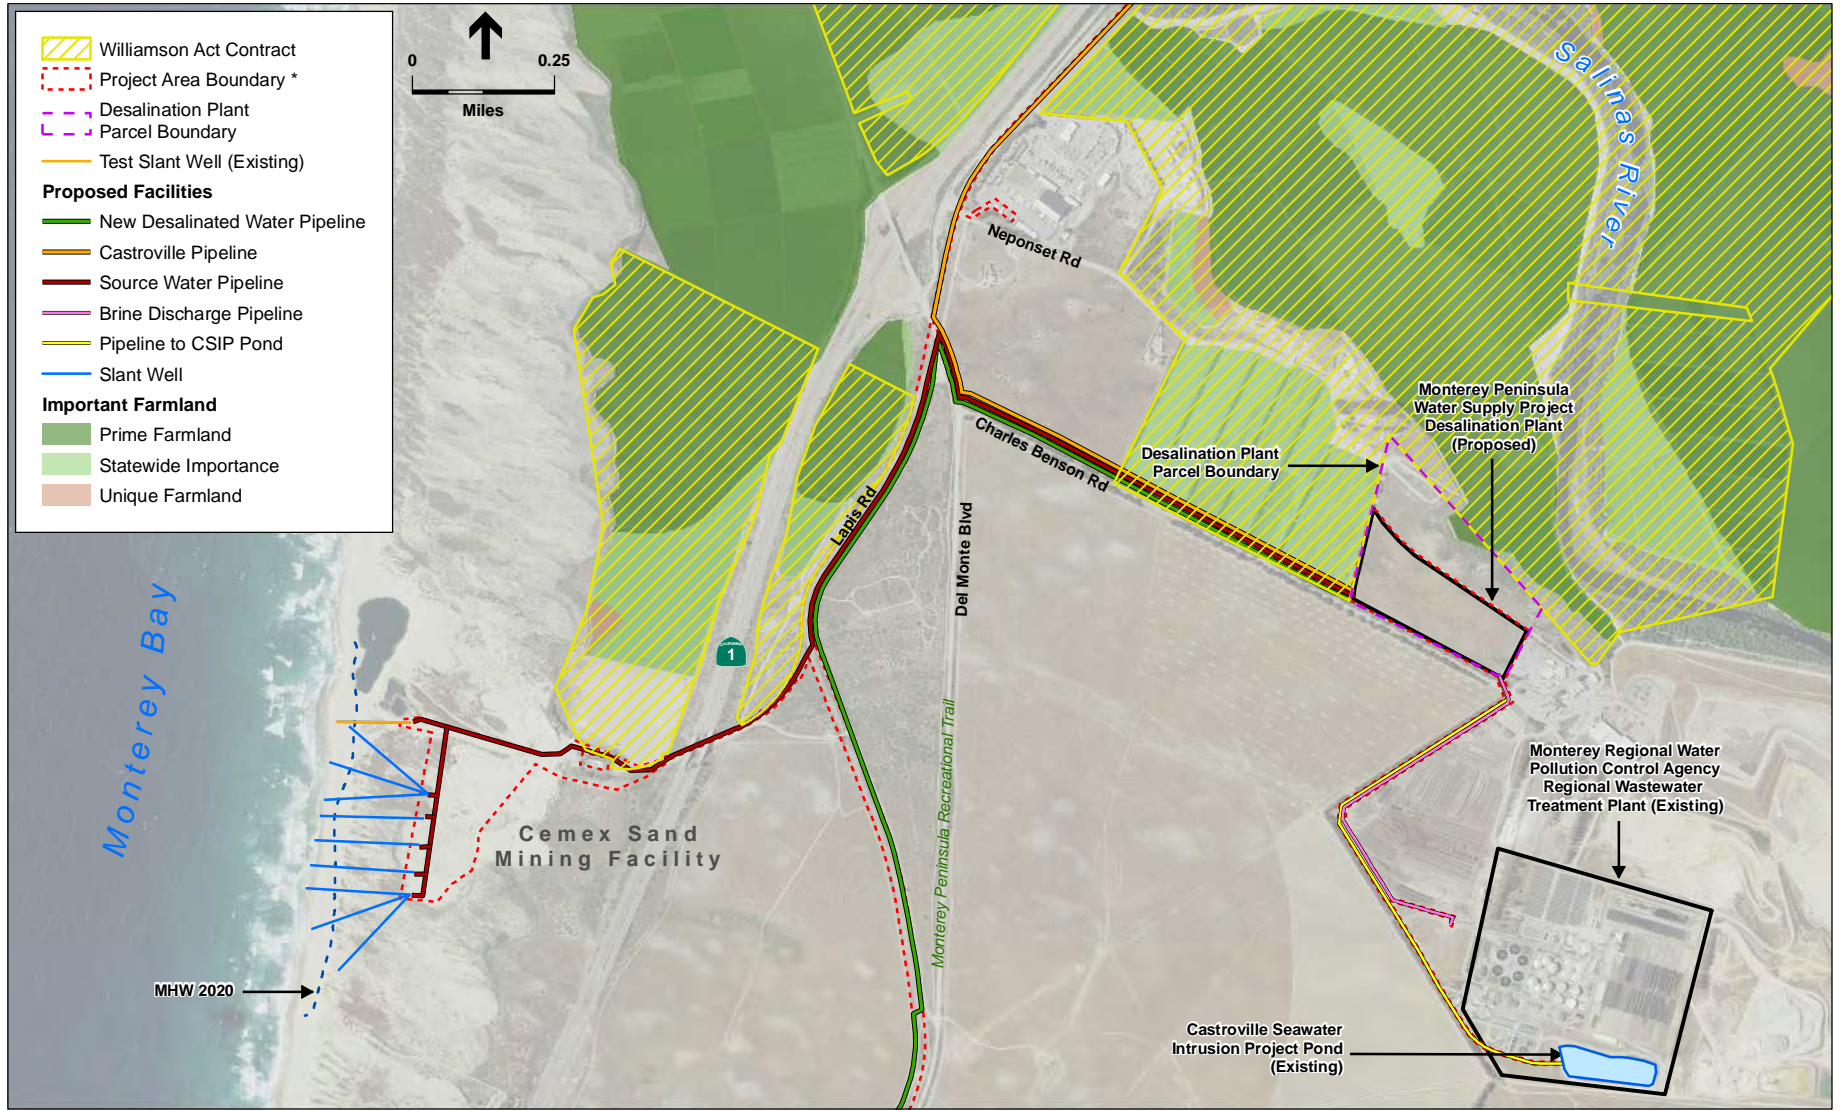 Williamson Act Contract
Project Area Boundary *
Desalination Plant
Parcel Boundary
Test Slant Well (Existing)
Proposed Facilities
New Desalinated Water Pipeline
Castroville Pipeline
Source Water Pipeline
Brine Discharge Pipeline
Pipeline to CSIP Pond
Slant Well
Important Farmland
Prime Farmland
Statewide Importance
Unique Farmland
0 0.25
Miles
Salinas River
Neponset Rd
Monterey Peninsula
Water Supply Project
Desalination Plant
(Proposed)
Desalination Plant
Parcel Boundary
Charles Benson Rd
Lapis Rd
Del Monte Blvd
CALIFORNIA
1
Monterey Bay
Monterey Peninsula Recreational Trail
Cemex Sand
Mining Facility
Monterey Regional Water
Pollution Control Agency
Regional Wastewater
Treatment Plant (Existing)
MHW 2020
Castroville Seawater
Intrusion Project Pond
(Existing)